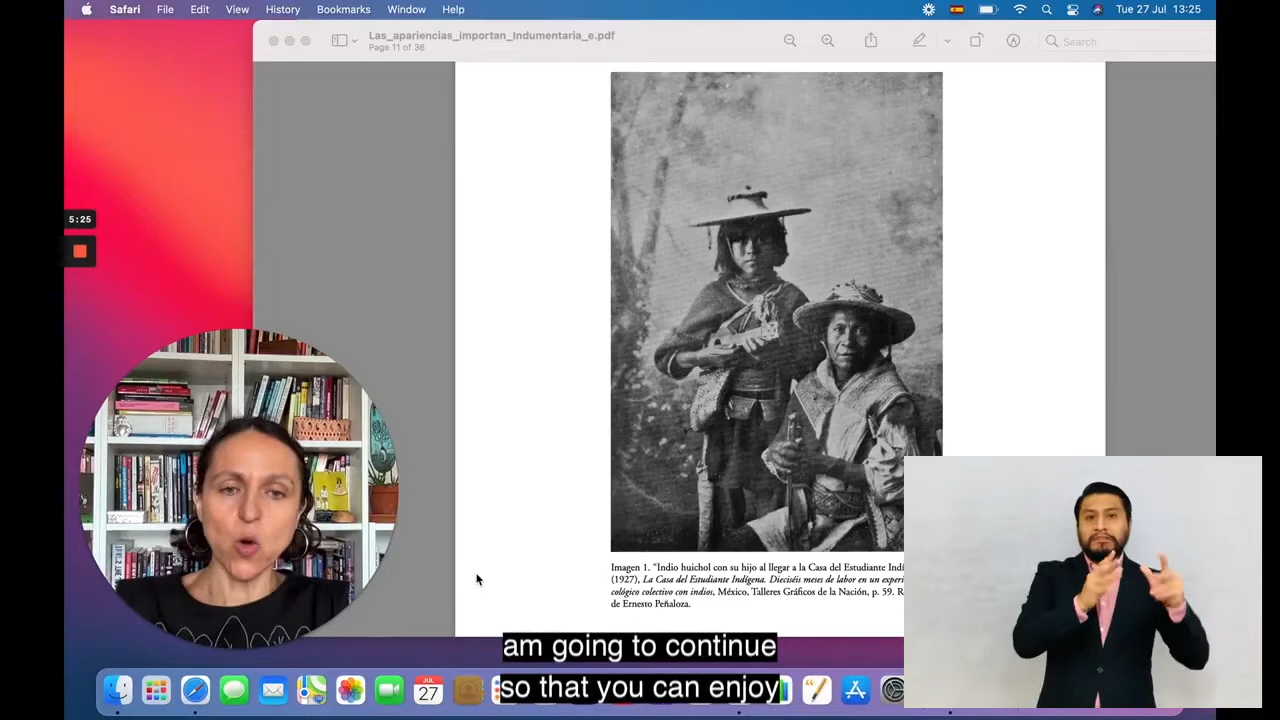 Safari File Edit View History Bookmarks Window Help
Tue 27 Jul 13:25
Las_apariencias_importan_Indumentaria_e.pdf
Page 11 of 36
Search
5:25
Imagen 1. "Indio huichol con su hijo al llegar a la Casa del Estudiante Indí
(1927), La Casa del Estudiante Indígena. Dieciséis meses de labor en un experi
cológico colectivo con indios, México, Talleres Gráficos de la Nación, p. 59. R
de Ernesto Peñaloza.
am going to continue
so that you can enjoy
JUL
27